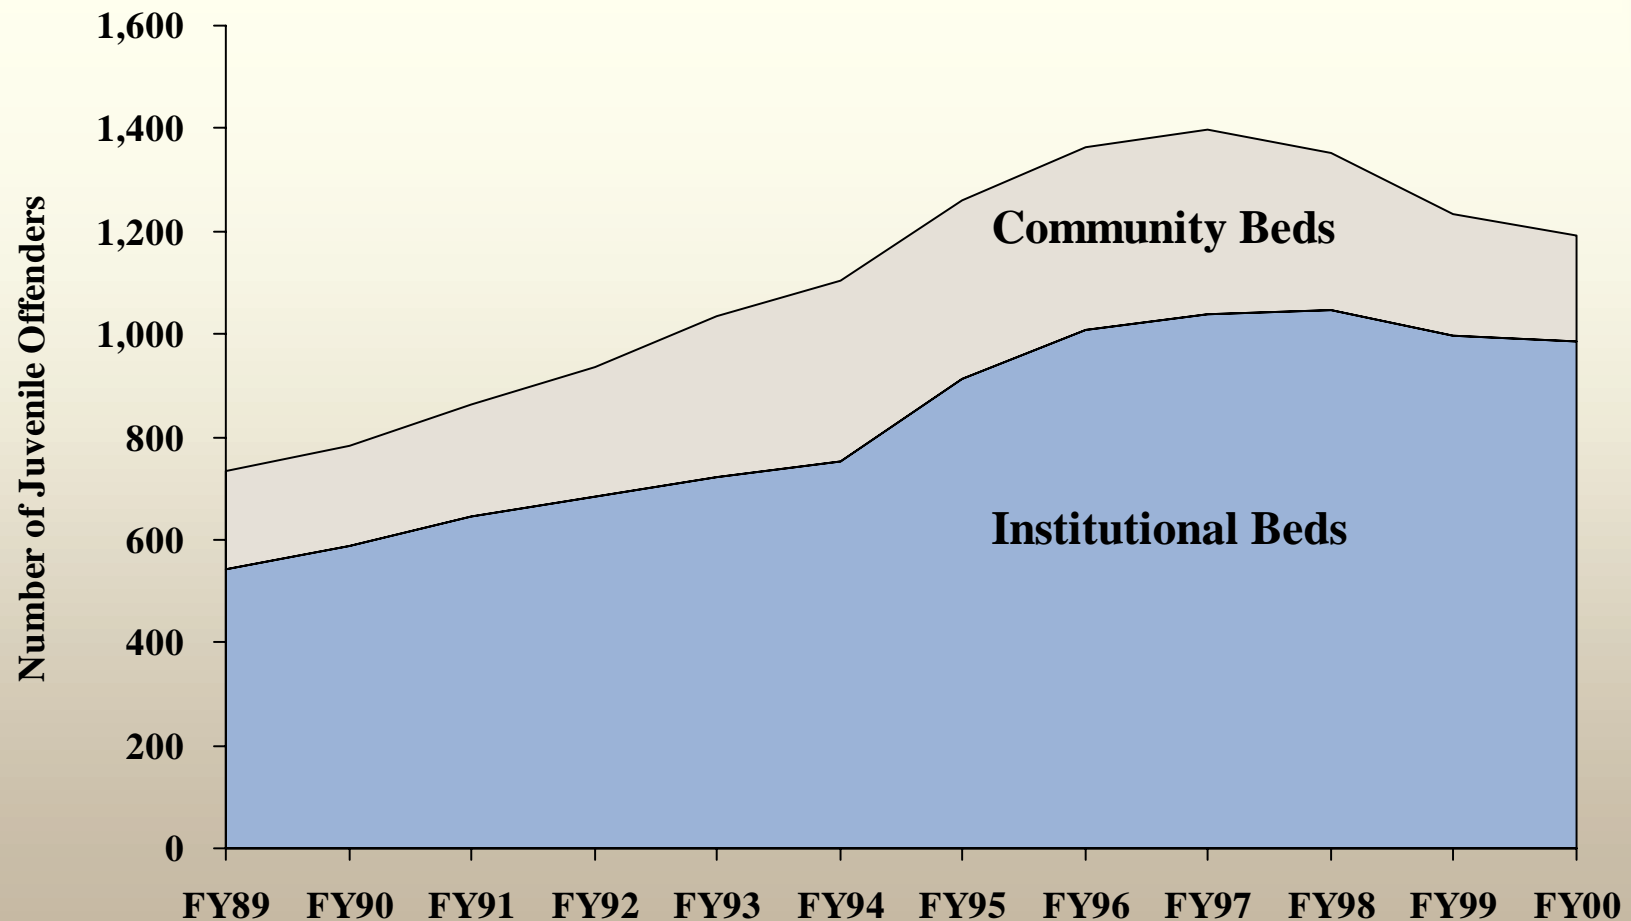 1,600
1,400
1,200
1,000
800
600
400
200
0
Number of Juvenile Offenders
Community Beds
Institutional Beds
FY89 FY90 FY91 FY92 FY93 FY94 FY95 FY96 FY97 FY98 FY99 FY00